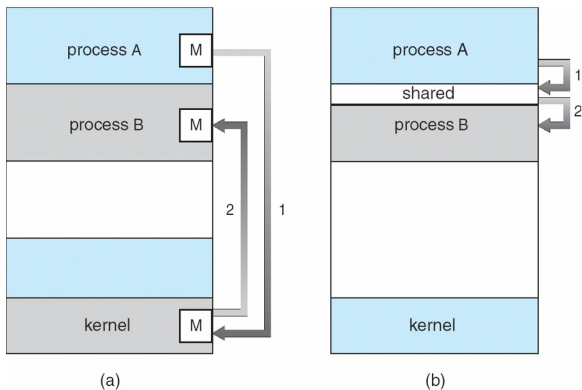 process A
M
process B
M
2
1
kernel
M
(a)
process A
1
shared
2
process B
kernel
(b)